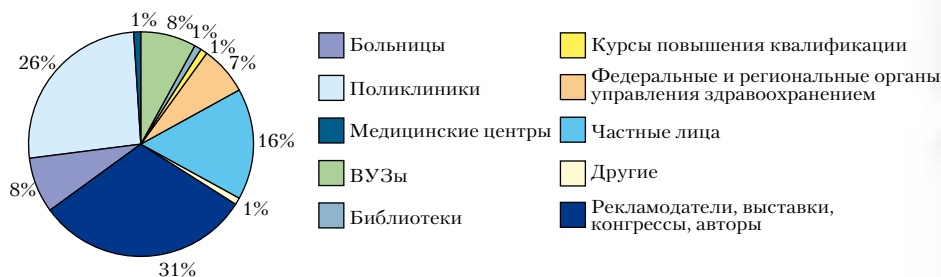 1%
8%
1%
1%
7%
16%
1%
31%
8%
26%
Больницы
Поликлиники
Медицинские центры
ВУЗы
Библиотеки
Курсы повышения квалификации
Федеральные и региональные органы
управления здравоохранением
Частные лица
Другие
Рекламодатели, выставки,
конгрессы, авторы